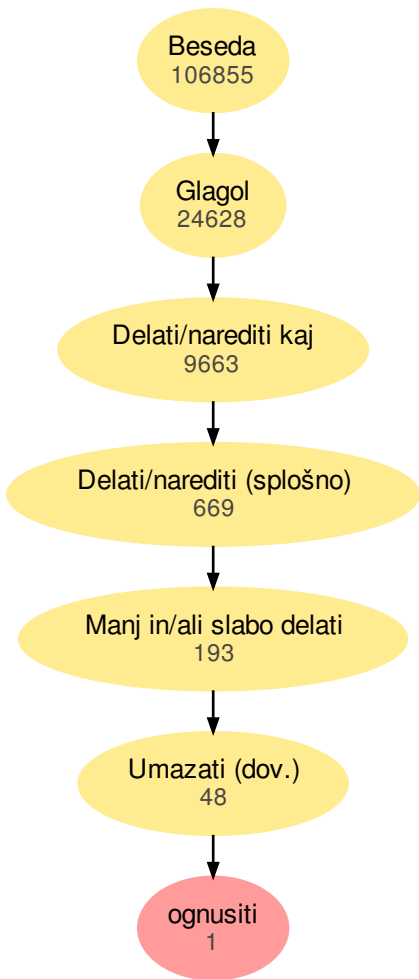 Beseda
106855
Glagol
24628
Delati/narediti kaj
9663
Delati/narediti (splošno)
669
Manj in/ali slabo delati
193
Umazati (dov.)
48
ognusiti
1